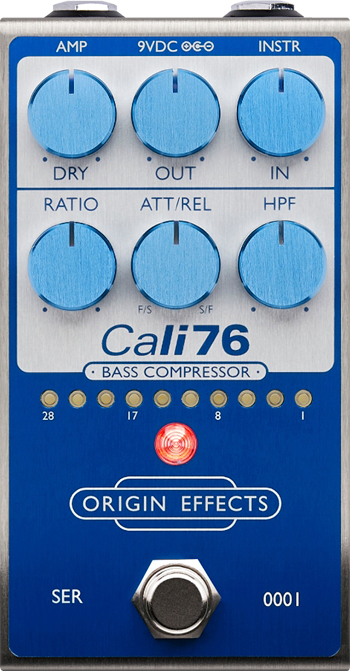 AMP 9VDC INSTR
DRY OUT IN
RATIO ATT/REL HPF
F/S S/F
Cali76
• BASS COMPRESSOR •
28 17 8 1
ORIGIN EFFECTS
SER 0001